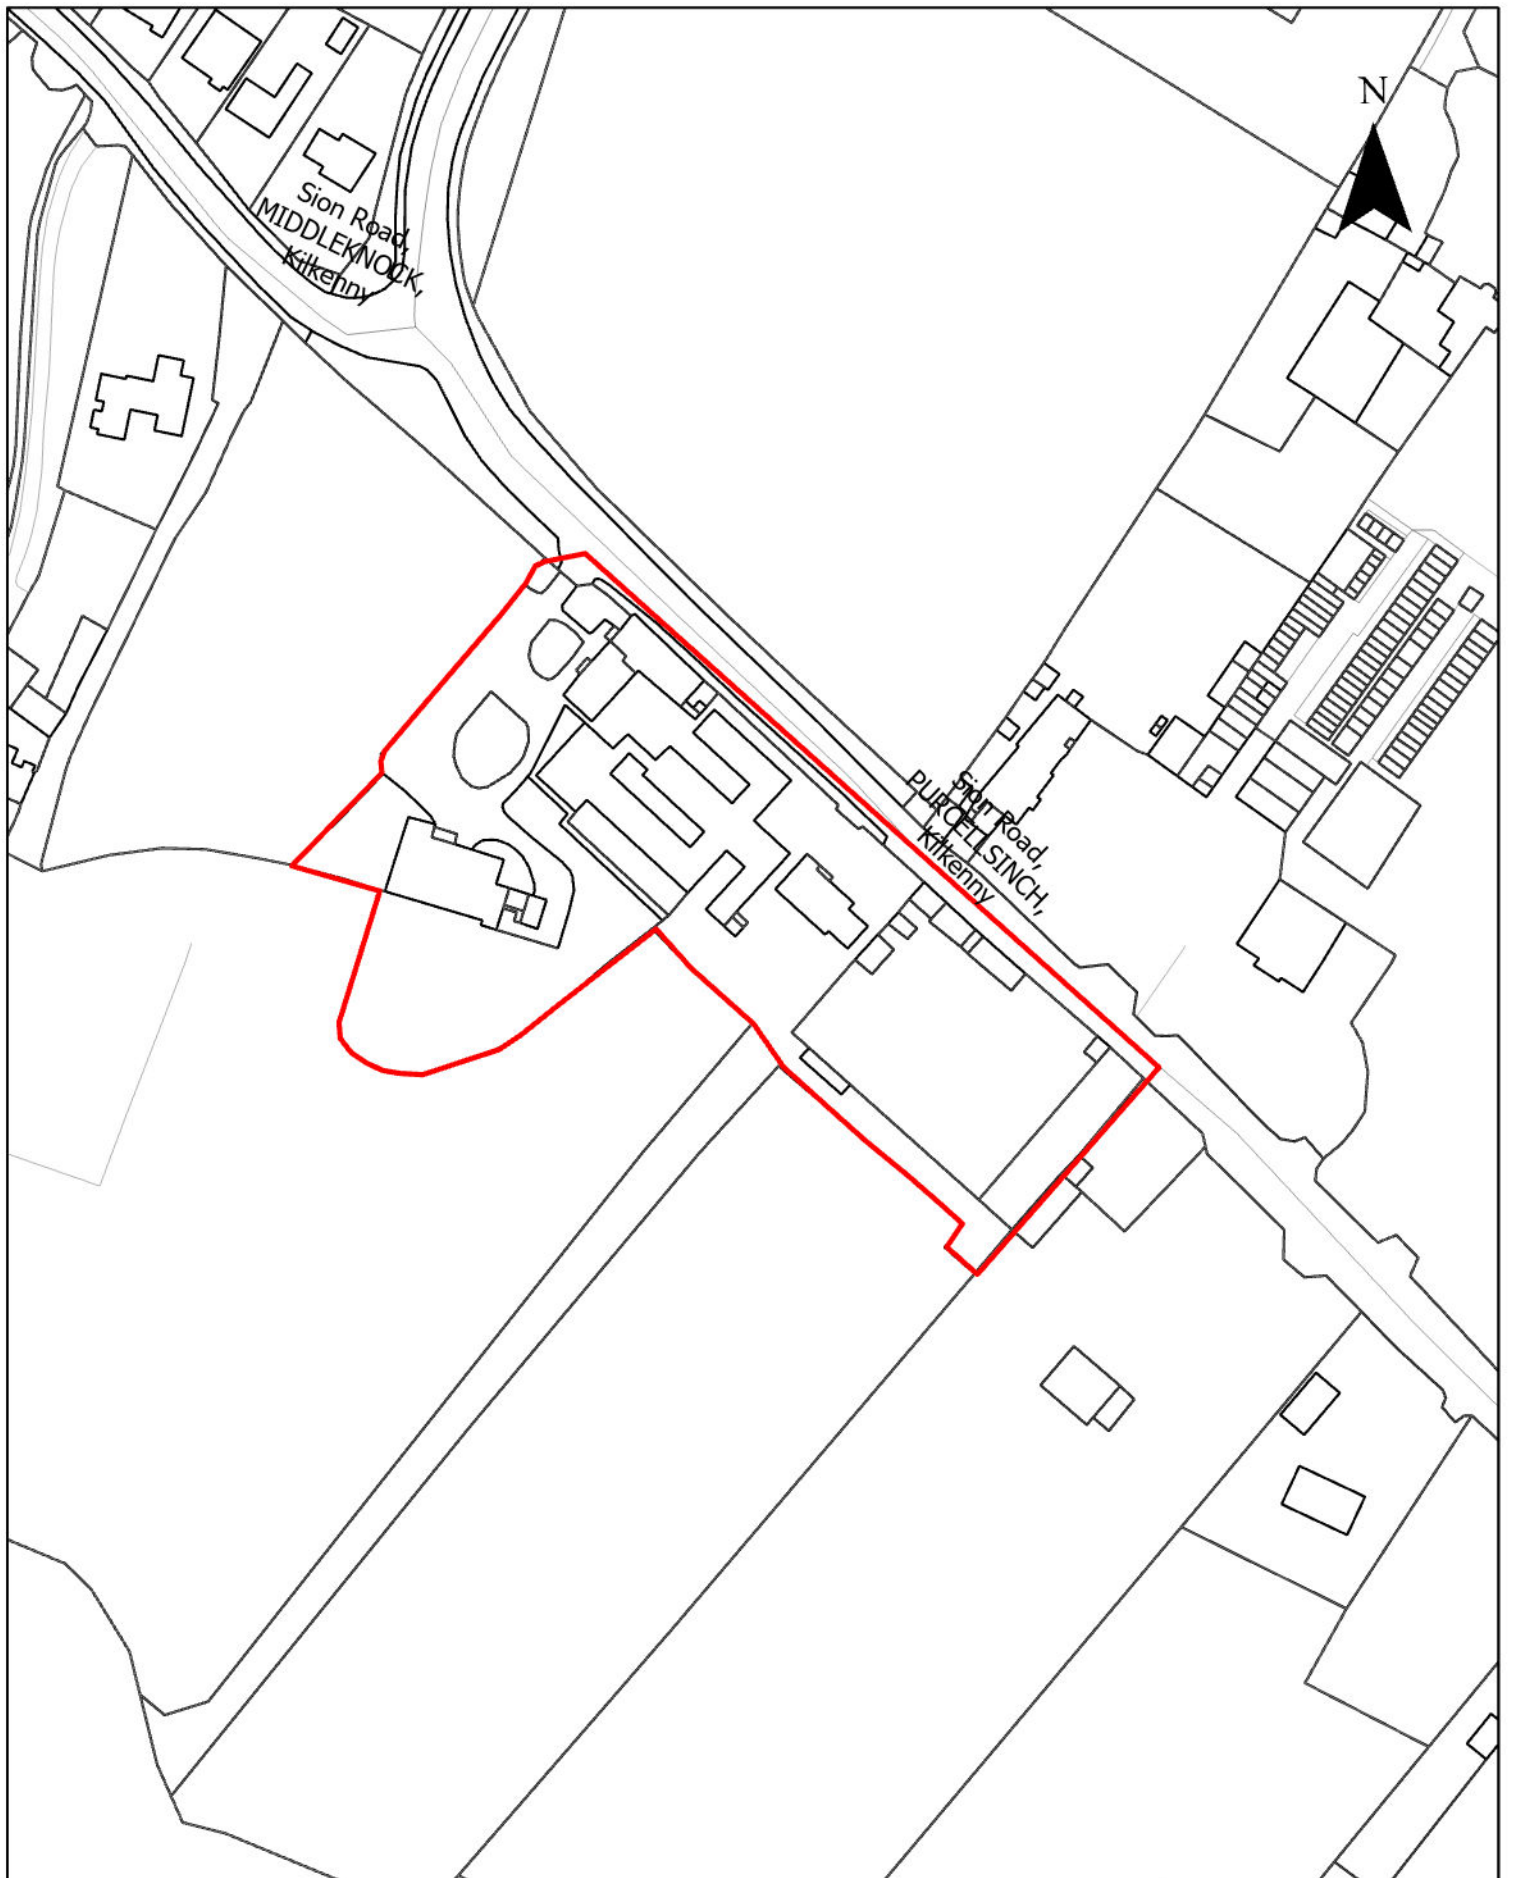 N
Sion Road,
MIDDLEKNOCK,
Kilkenny
Sion Road,
PURCELLSINCH,
Kilkenny